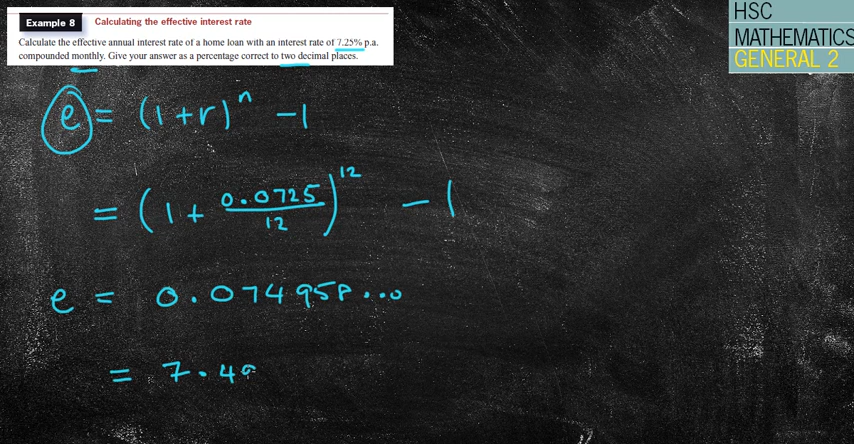 Example 8 Calculating the effective interest rate
Calculate the effective annual interest rate of a home loan with an interest rate of 7.25% p.a.
compounded monthly. Give your answer as a percentage correct to two decimal places.
HSC
MATHEMATICS
GENERAL 2
e = (1+r)^n - 1
= (1 + 0.0725/12)^12 - 1
e = 0.074958...
= 7.49